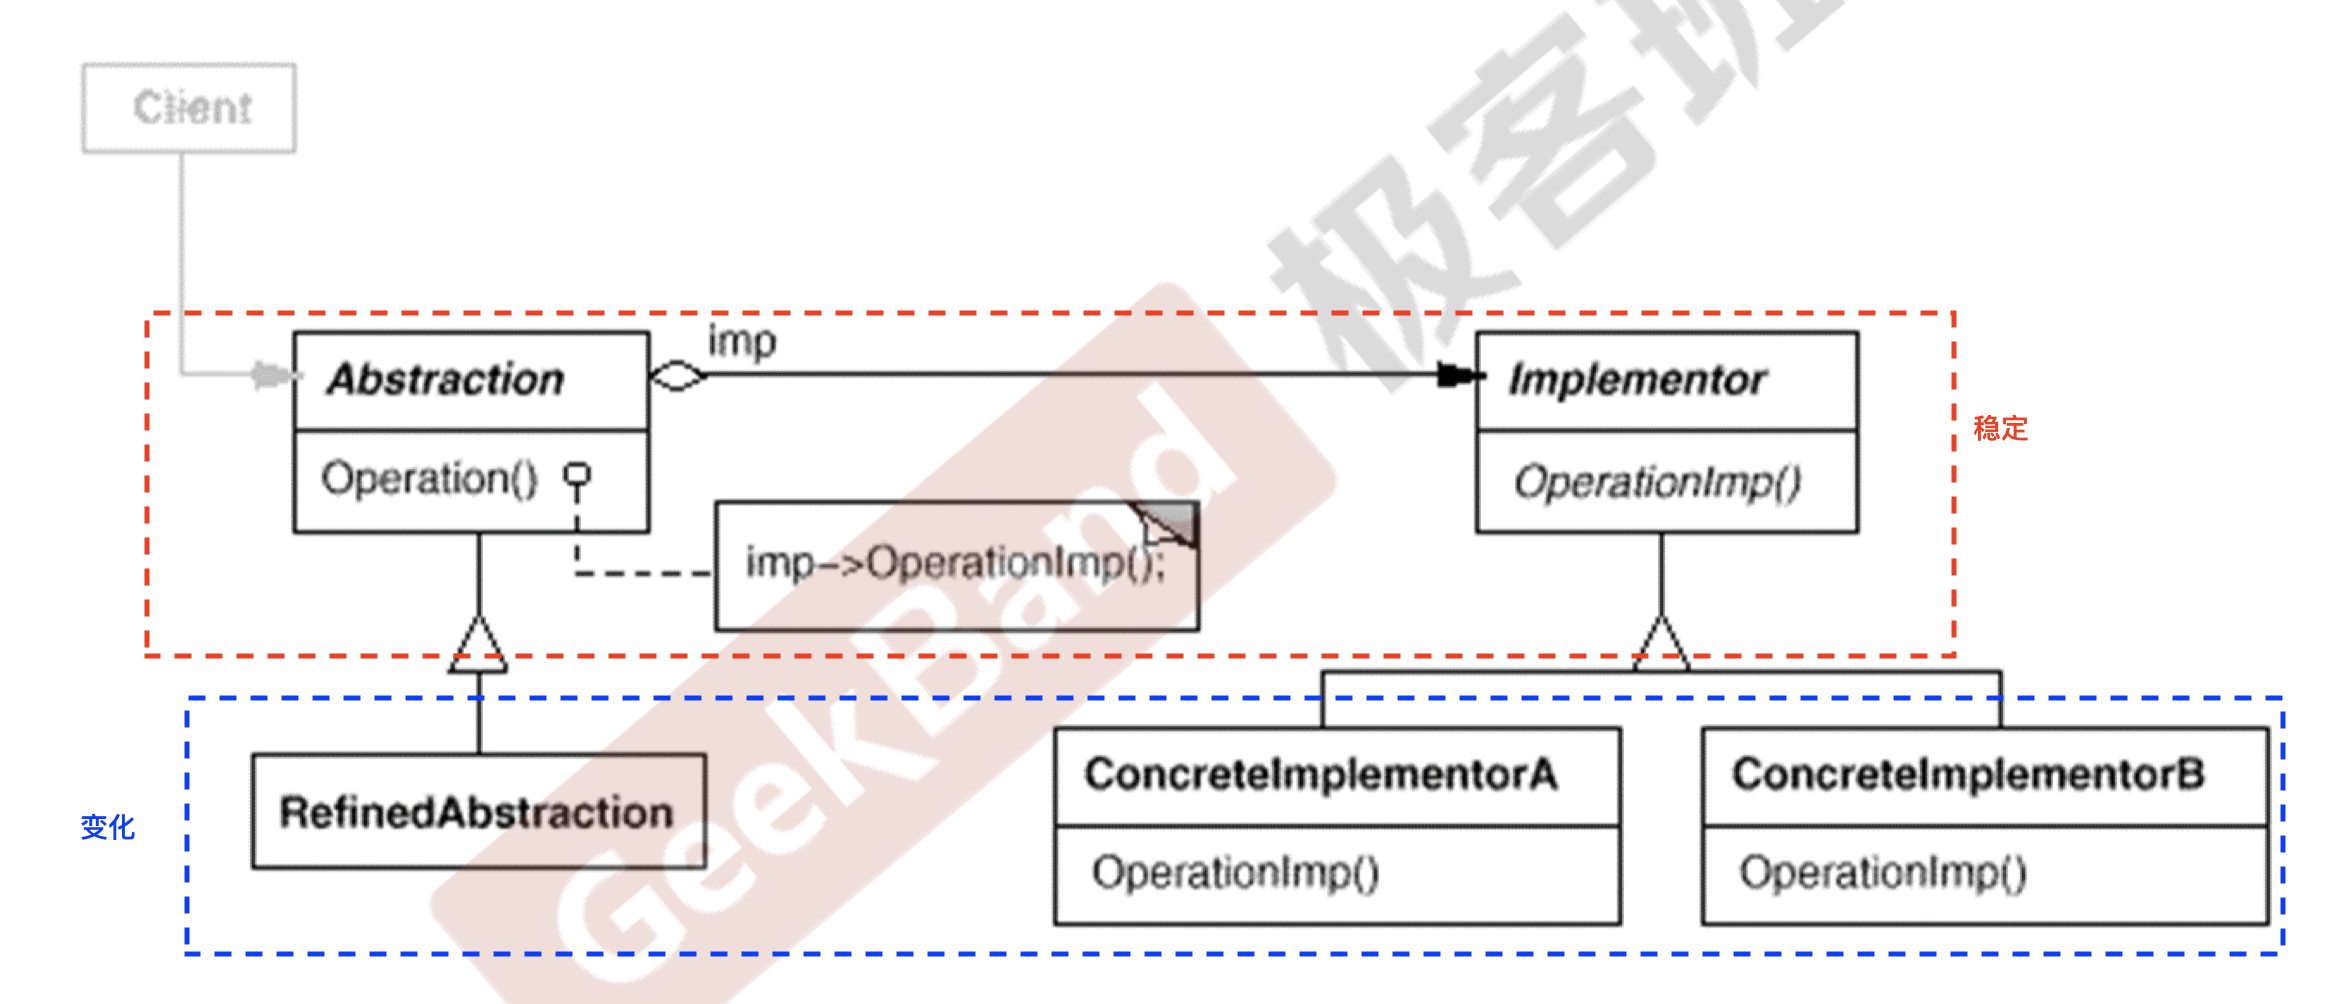 Client
imp
Abstraction
Implementor
稳定
Operation()
OperationImp()
imp–>OperationImp();
变化
RefinedAbstraction
ConcreteImplementorA
ConcreteImplementorB
OperationImp()
OperationImp()
GeekBand
极客班